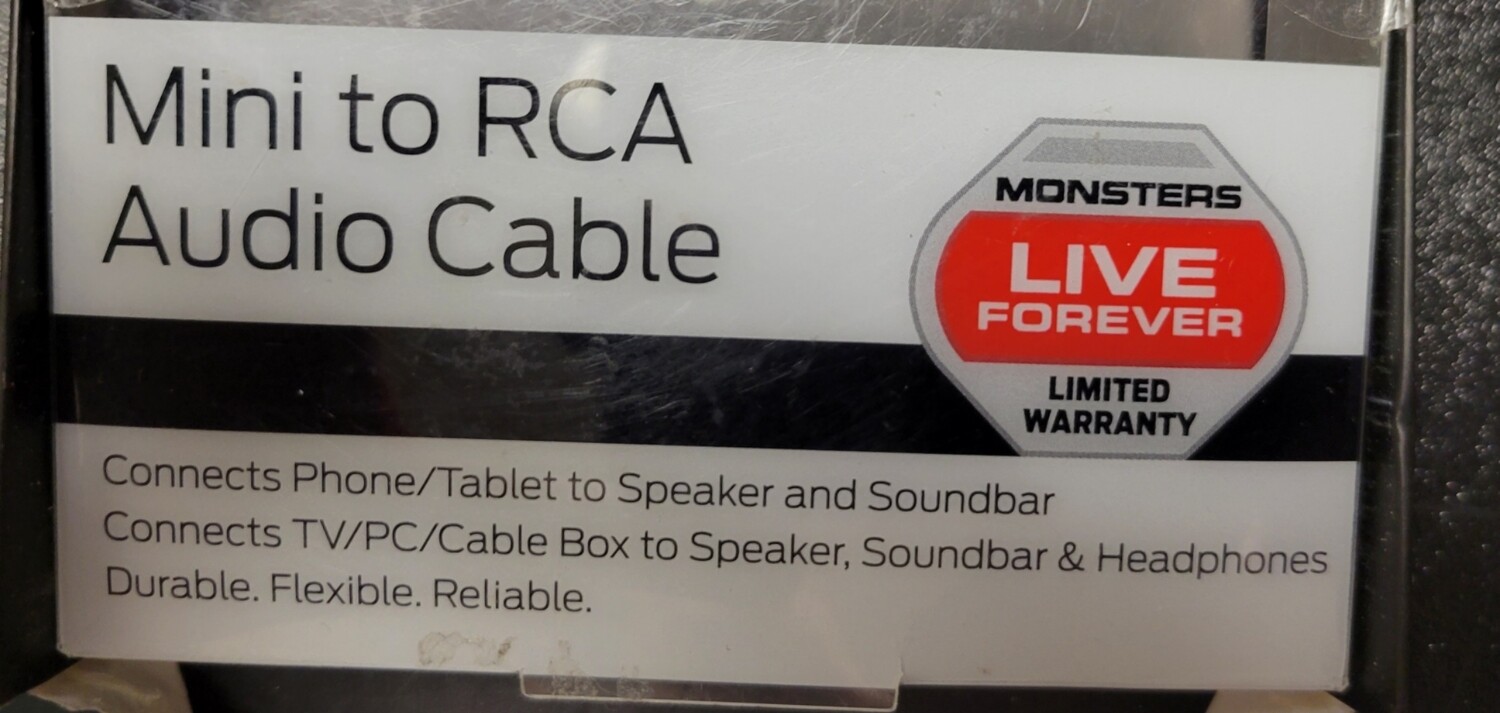 Mini to RCA
Audio Cable
MONSTERS
LIVE
FOREVER
LIMITED
WARRANTY
Connects Phone/Tablet to Speaker and Soundbar
Connects TV/PC/Cable Box to Speaker, Soundbar & Headphones
Durable. Flexible. Reliable.